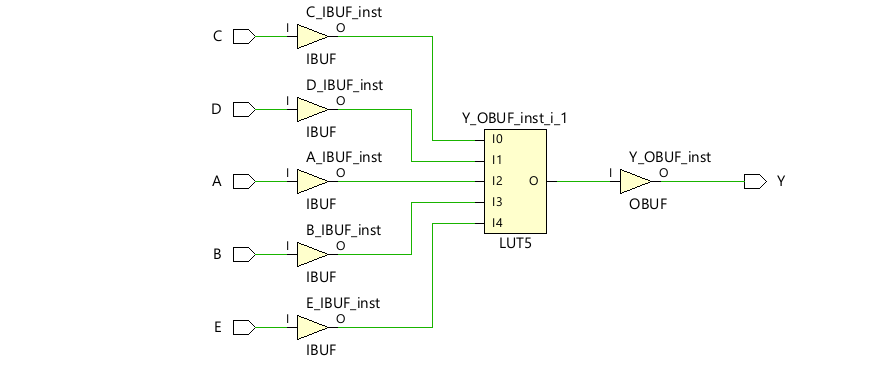 C_IBUF_inst
C
I
O
IBUF
D_IBUF_inst
D
I
O
IBUF
Y_OBUF_inst_i_1
I0
I1
I2
I3
I4
O
LUT5
A_IBUF_inst
A
I
O
IBUF
Y_OBUF_inst
I
O
Y
OBUF
B_IBUF_inst
B
I
O
IBUF
E_IBUF_inst
E
I
O
IBUF